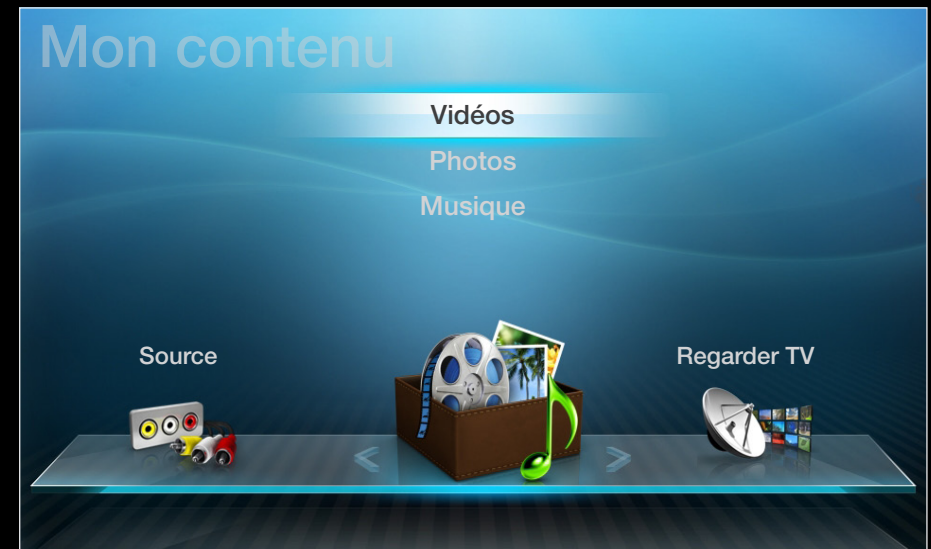 Mon contenu
Vidéos
Photos
Musique
Source
Regarder TV